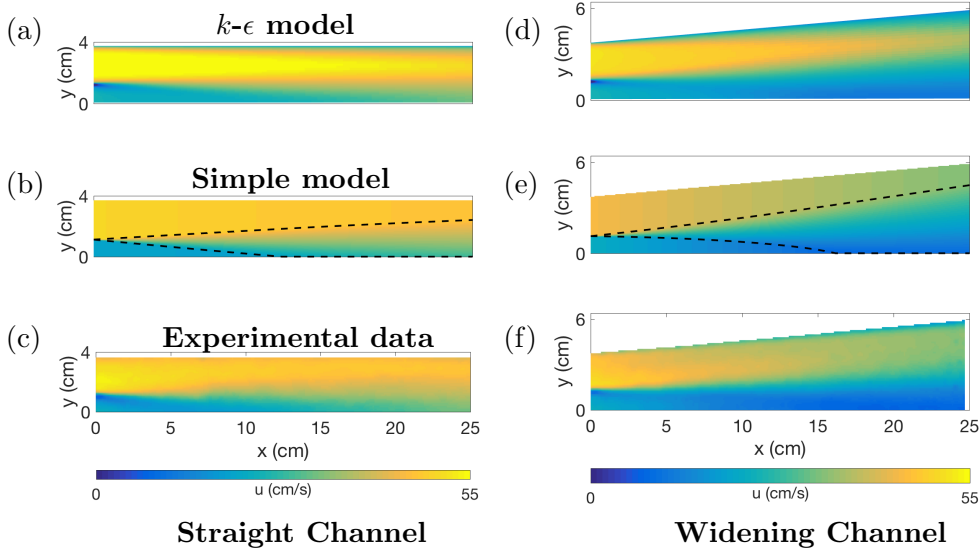 (a)
k-ϵ model
4
y (cm)
0
(d)
6
y (cm)
0
(b)
Simple model
4
y (cm)
0
(e)
6
y (cm)
0
(c)
Experimental data
4
y (cm)
0
0 5 10 15 20 25
x (cm)
0 u (cm/s) 55
Straight Channel
(f)
6
y (cm)
0
0 5 10 15 20 25
x (cm)
0 u (cm/s) 55
Widening Channel